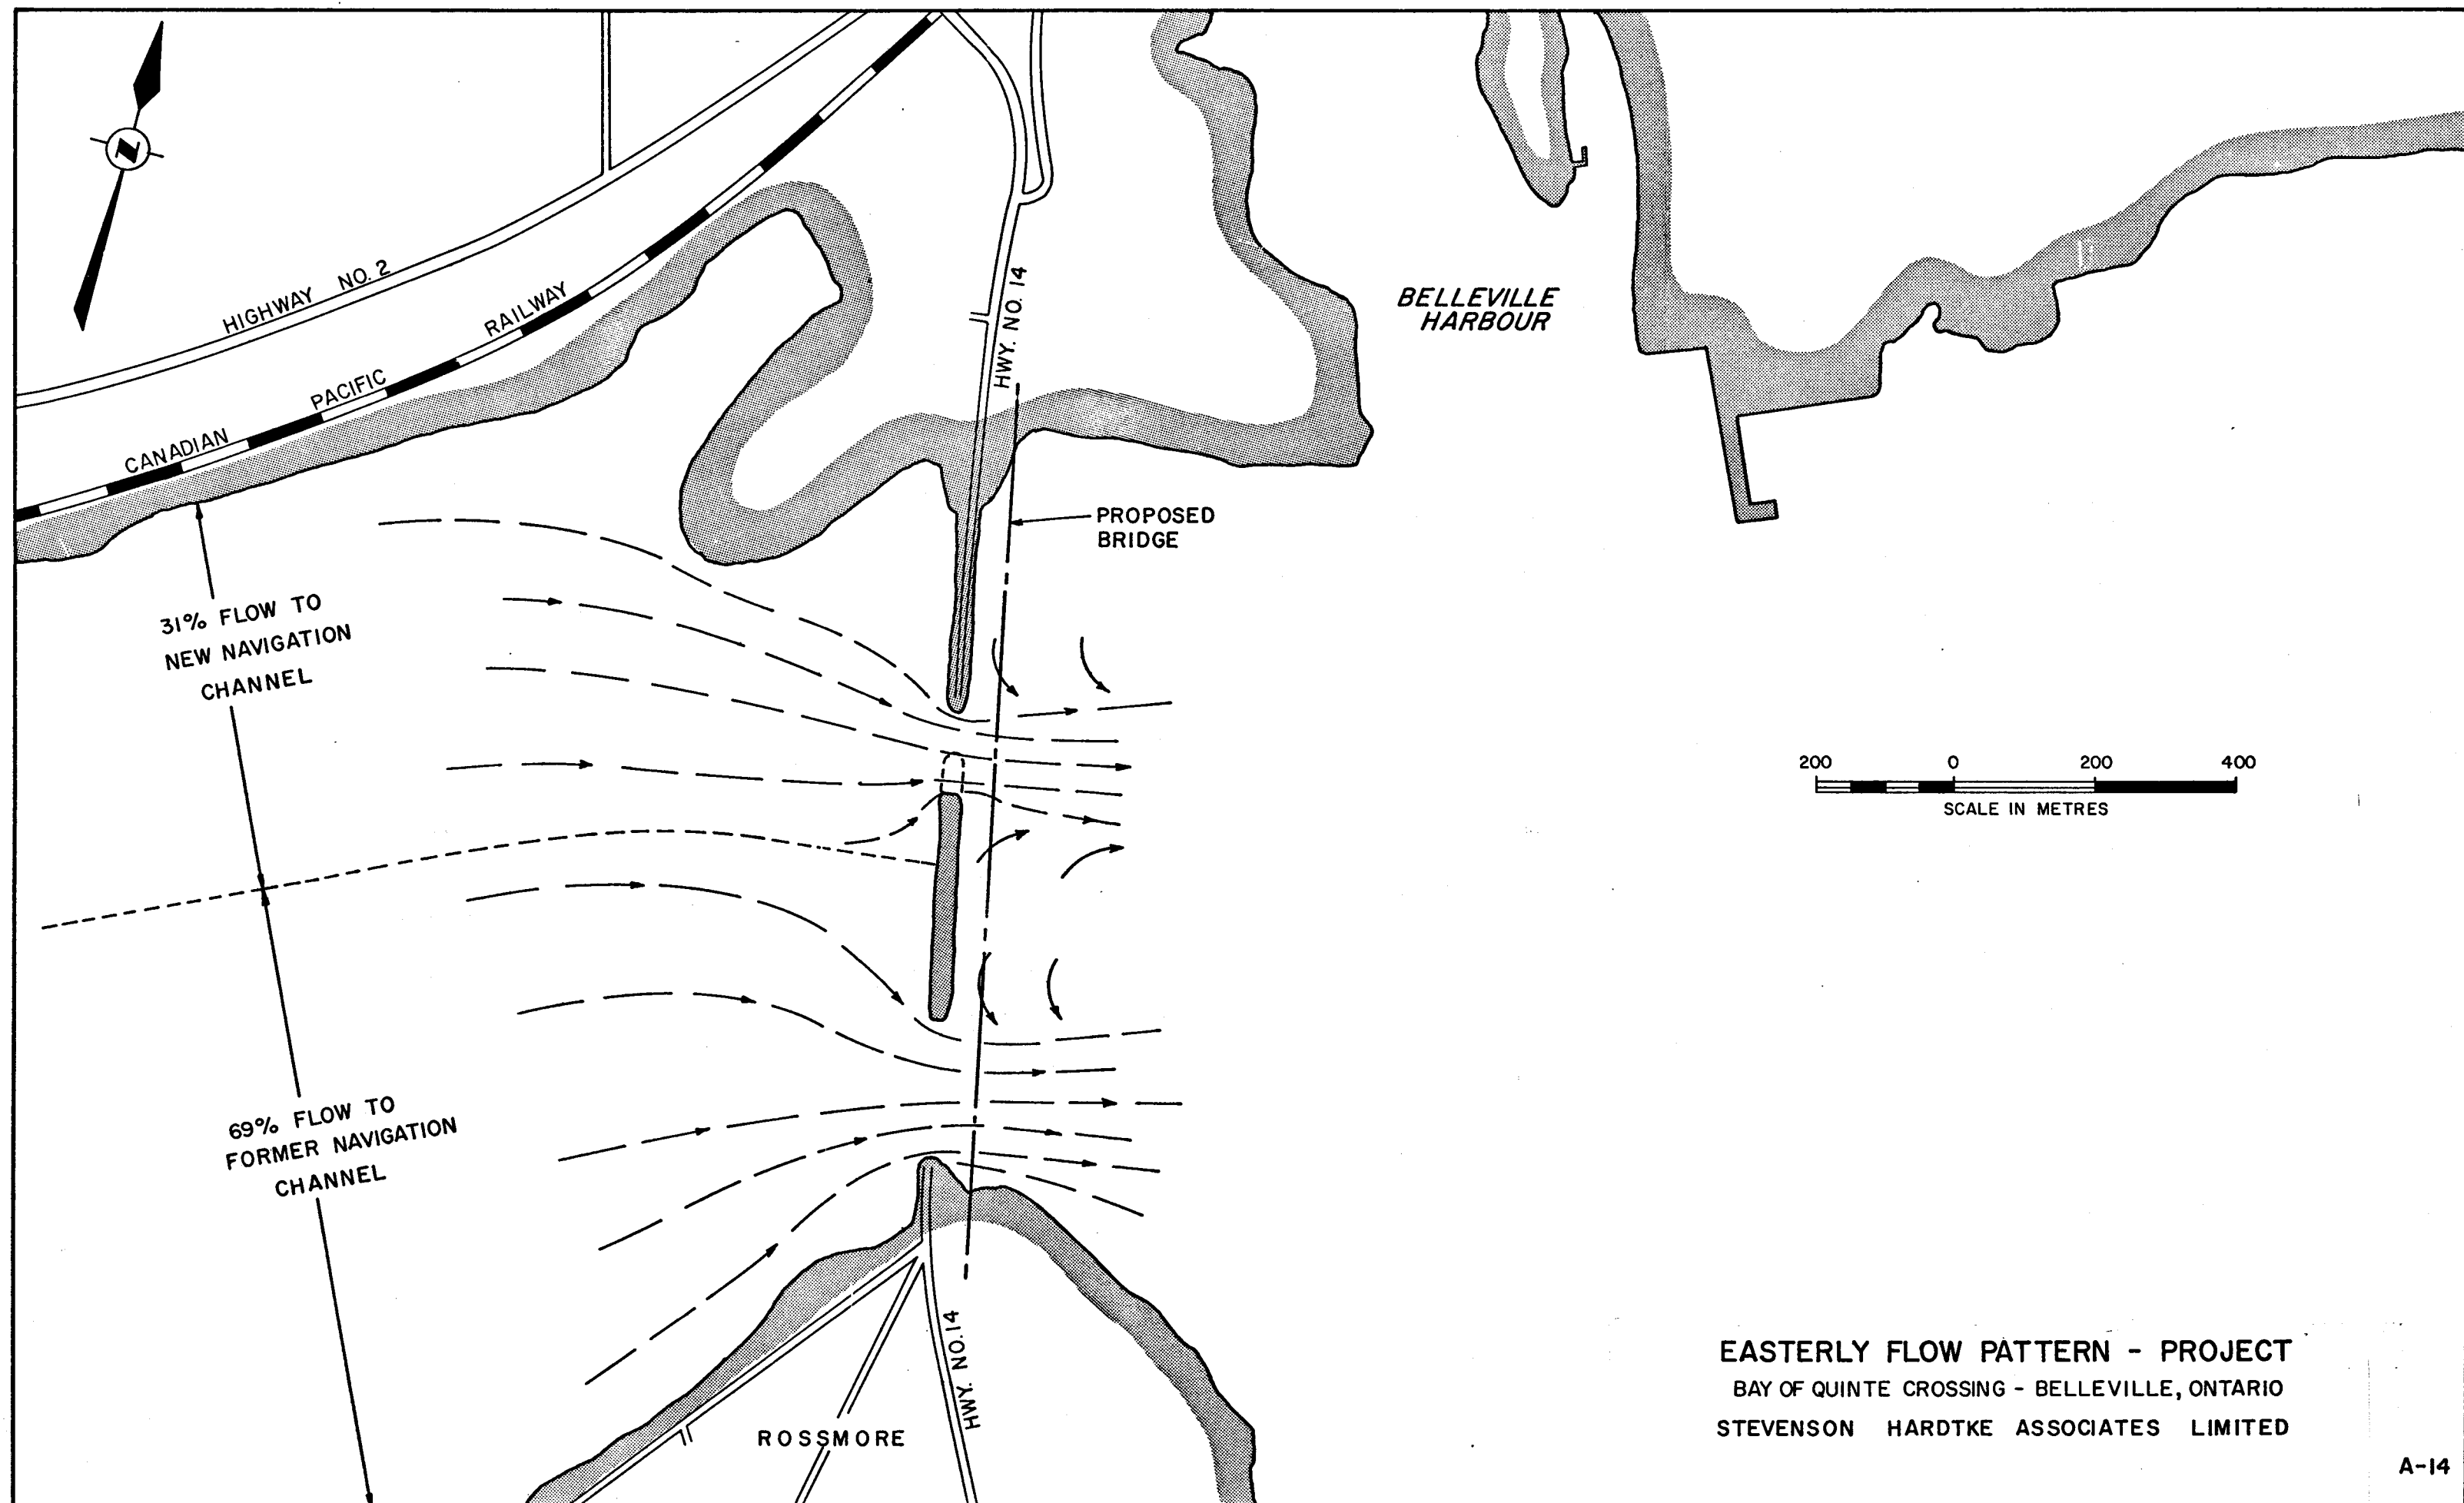 N
HIGHWAY NO. 2
CANADIAN PACIFIC RAILWAY
HWY. NO. 14
BELLEVILLE
HARBOUR
PROPOSED
BRIDGE
31% FLOW TO
NEW NAVIGATION
CHANNEL
200 0 200 400
SCALE IN METRES
69% FLOW TO
FORMER NAVIGATION
CHANNEL
HWY. NO. 14
ROSSMORE
EASTERLY FLOW PATTERN - PROJECT
BAY OF QUINTE CROSSING - BELLEVILLE, ONTARIO
STEVENSON HARDTKE ASSOCIATES LIMITED
A-14